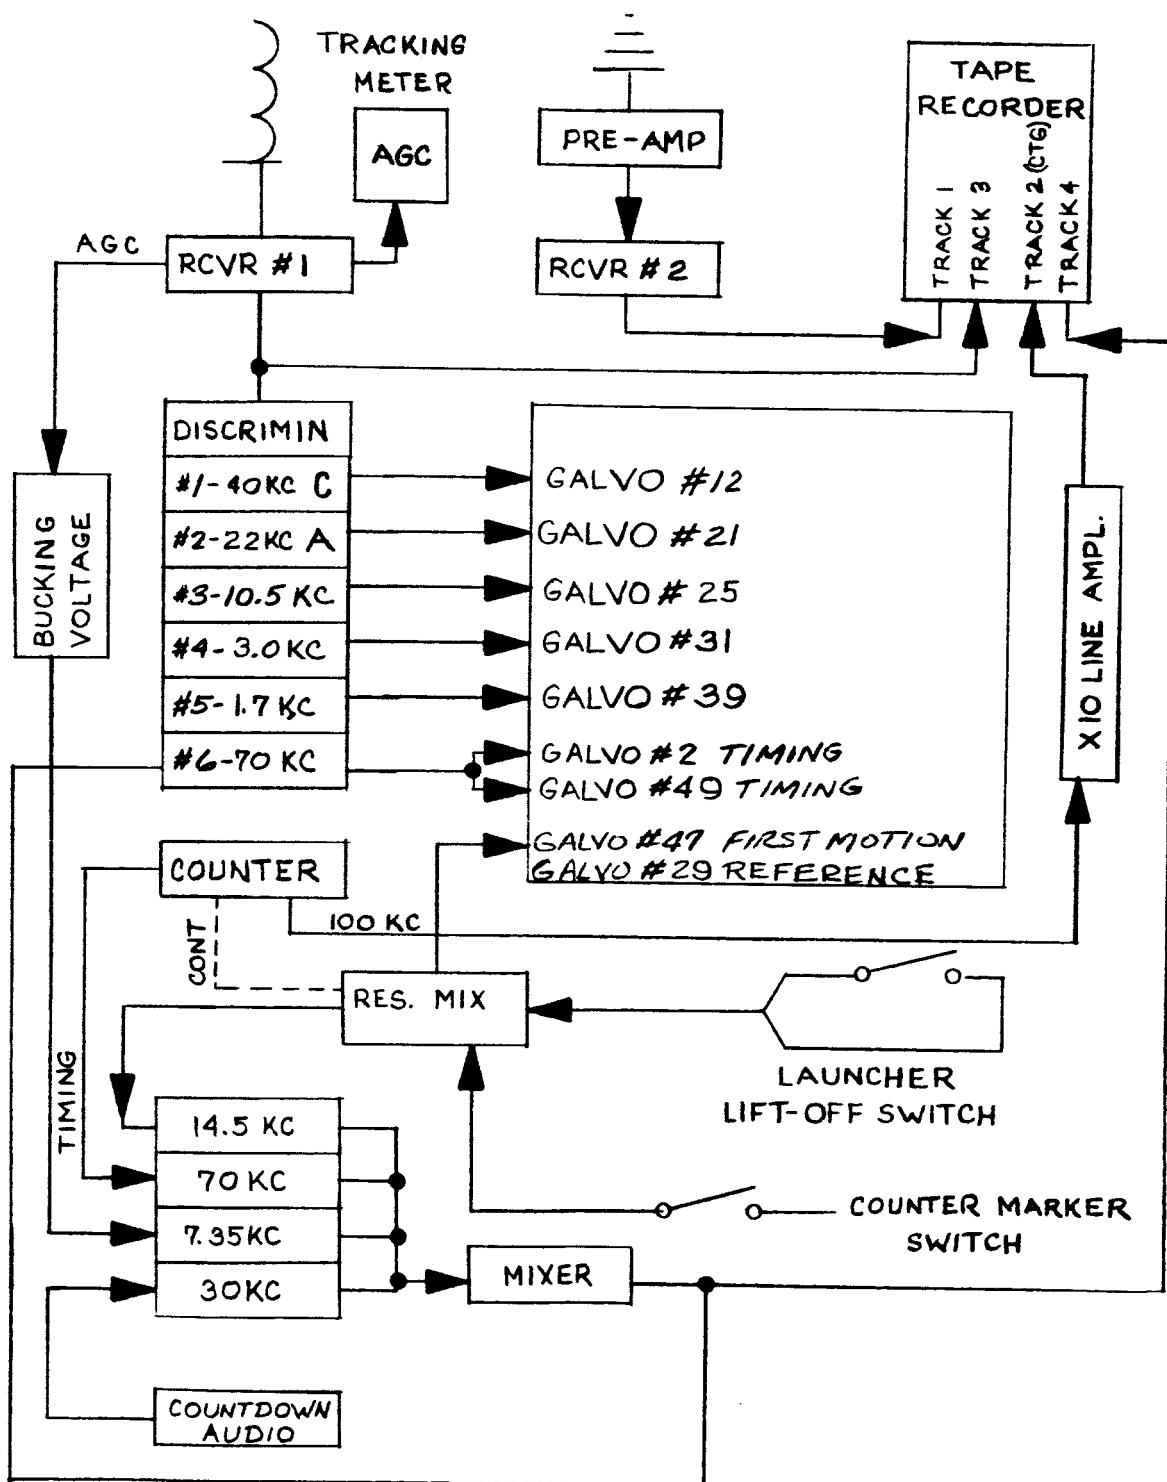 TRACKING
METER
AGC
PRE-AMP
TAPE
RECORDER
TRACK 1
TRACK 3
TRACK 2 (CTG)
TRACK 4
AGC
RCVR #1
RCVR #2
DISCRIMIN
#1-40KC C
#2-22KC A
#3-10.5 KC
#4-3.0 KC
#5-1.7 KC
#6-70 KC
GALVO #12
GALVO #21
GALVO # 25
GALVO #31
GALVO #39
GALVO #2 TIMING
GALVO #49 TIMING
GALVO #47 FIRST MOTION
GALVO #29 REFERENCE
BUCKING
VOLTAGE
X10 LINE AMPL.
COUNTER
100 KC
CONT
RES. MIX
TIMING
LAUNCHER
LIFT-OFF SWITCH
14.5 KC
70 KC
7.35KC
30KC
COUNTER MARKER
SWITCH
MIXER
COUNTDOWN
AUDIO